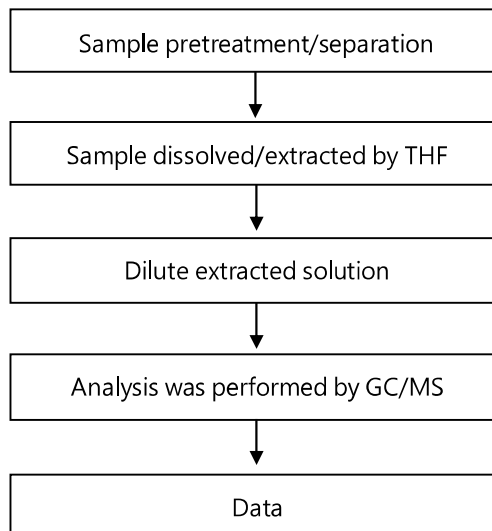 Sample pretreatment/separation
Sample dissolved/extracted by THF
Dilute extracted solution
Analysis was performed by GC/MS
Data